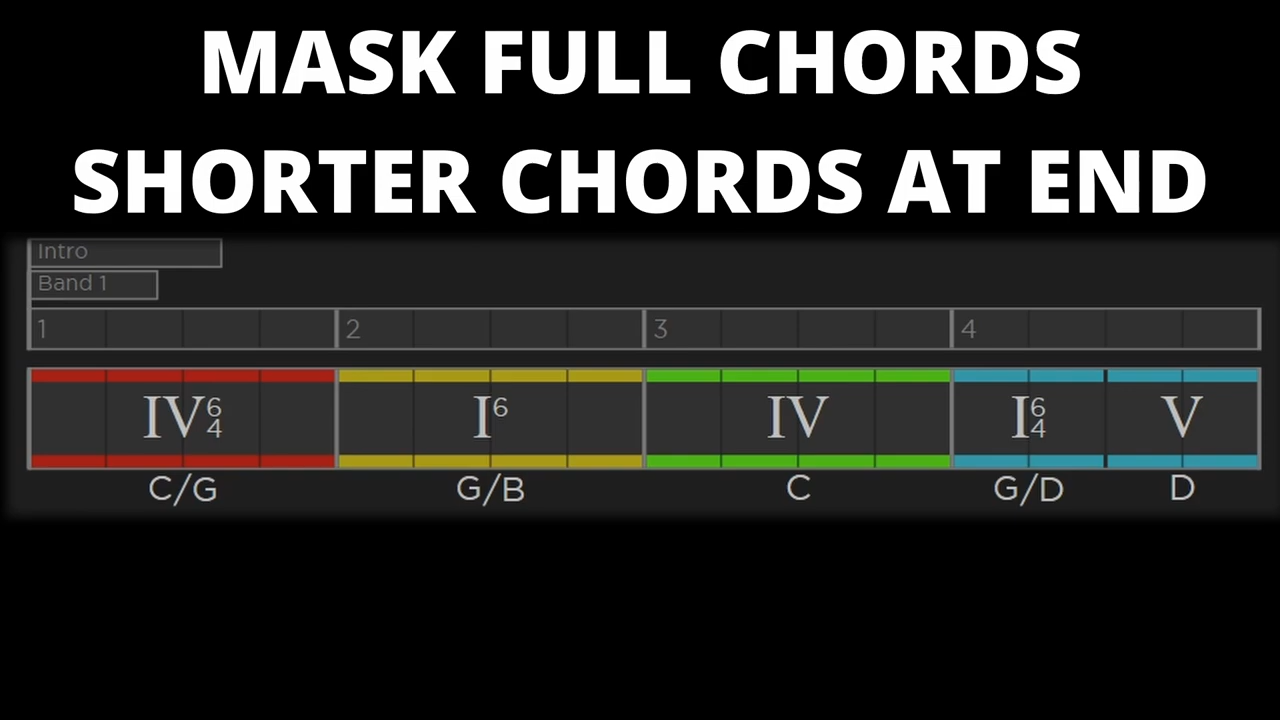 MASK FULL CHORDS
SHORTER CHORDS AT END
Intro
Band 1
1 2 3 4
IV64 I6 IV I64 V
C/G G/B C G/D D